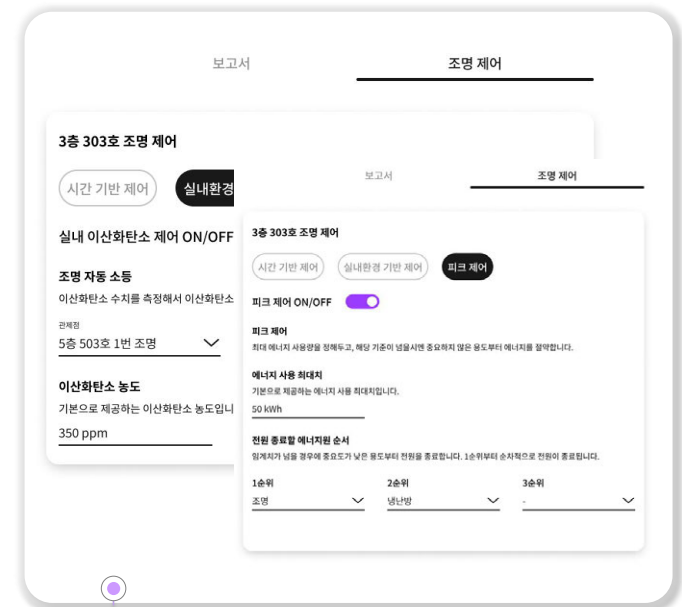 보고서
조명 제어
3층 303호 조명 제어
시간 기반 제어
실내환경
실내 이산화탄소 제어 ON/OFF
조명 자동 소등
이산화탄소 수치를 측정해서 이산화탄소
관제점
5층 503호 1번 조명
이산화탄소 농도
기본으로 제공하는 이산화탄소 농도입니
350 ppm
보고서
조명 제어
3층 303호 조명 제어
시간 기반 제어
실내환경 기반 제어
피크 제어
피크 제어 ON/OFF
피크 제어
최대 에너지 사용량을 정해두고, 해당 기준이 넘을시엔 중요하지 않은 용도부터 에너지를 절약합니다.
에너지 사용 최대치
기본으로 제공하는 에너지 사용 최대치입니다.
50 kWh
전원 종료할 에너지원 순서
임계치가 넘을 경우에 중요도가 낮은 용도부터 전원을 종료합니다. 1순위부터 순차적으로 전원이 종료됩니다.
1순위
2순위
3순위
조명
냉난방
-